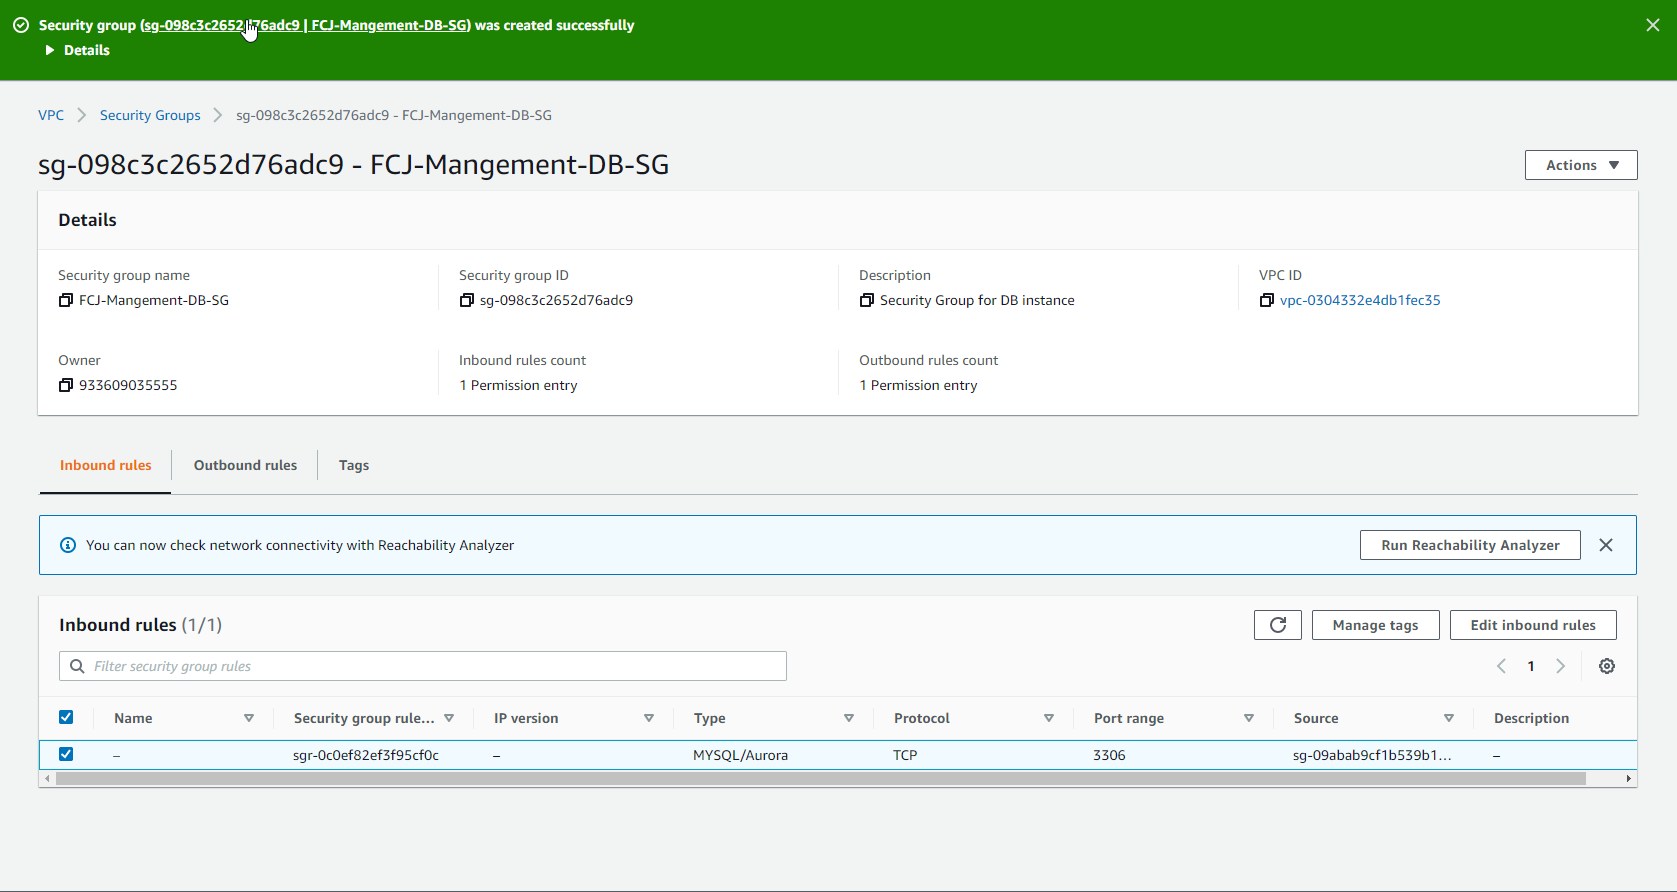 Security group (sg-098c3c2652d76adc9 | FCJ-Mangement-DB-SG) was created successfully
Details
VPC Security Groups sg-098c3c2652d76adc9 - FCJ-Mangement-DB-SG
sg-098c3c2652d76adc9 - FCJ-Mangement-DB-SG Actions
Details
Security group name Security group ID Description VPC ID
FCJ-Mangement-DB-SG sg-098c3c2652d76adc9 Security Group for DB instance vpc-0304332e4db1fec35
Owner Inbound rules count Outbound rules count
933609035555 1 Permission entry 1 Permission entry
Inbound rules Outbound rules Tags
You can now check network connectivity with Reachability Analyzer Run Reachability Analyzer
Inbound rules (1/1) Manage tags Edit inbound rules
Filter security group rules 1
Name Security group rule... IP version Type Protocol Port range Source Description
– sgr-0c0ef82ef3f95cf0c – MYSQL/Aurora TCP 3306 sg-09abab9cf1b539b1... –